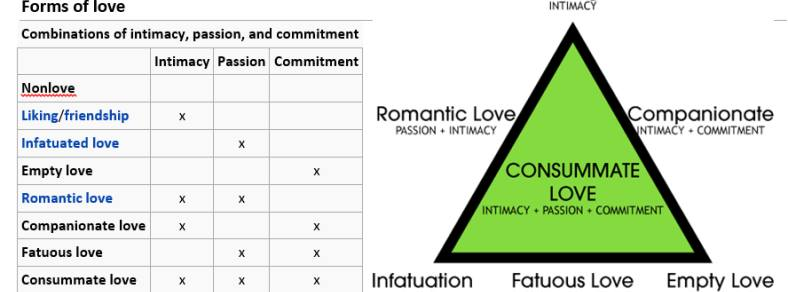 Forms of love
Combinations of intimacy, passion, and commitment
Intimacy Passion Commitment
Nonlove
Liking/friendship x
Infatuated love x
Empty love x
Romantic love x x
Companionate love x x
Fatuous love x x
Consummate love x x x
INTIMACY
Romantic Love
PASSION + INTIMACY
Companionate
INTIMACY + COMMITMENT
CONSUMMATE
LOVE
INTIMACY + PASSION + COMMITMENT
Infatuation Fatuous Love Empty Love